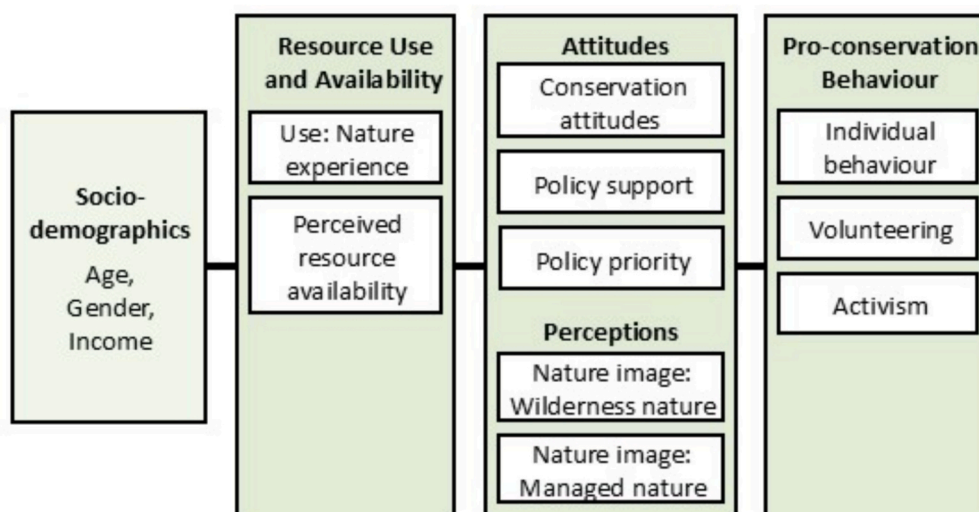 Socio-
demographics
Age,
Gender,
Income
Resource Use
and Availability
Use: Nature
experience
Perceived
resource
availability
Attitudes
Conservation
attitudes
Policy support
Policy priority
Perceptions
Nature image:
Wilderness nature
Nature image:
Managed nature
Pro-conservation
Behaviour
Individual
behaviour
Volunteering
Activism